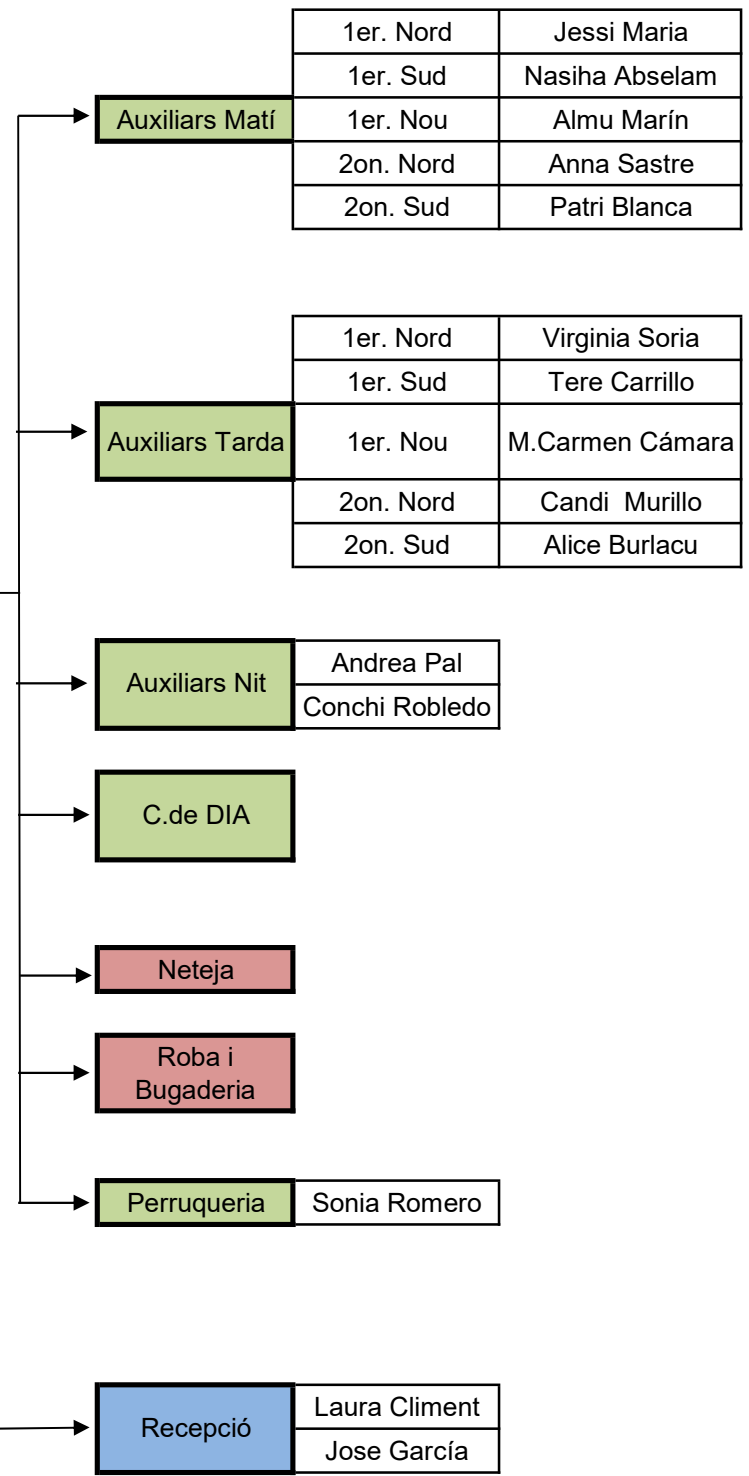 1er. Nord Jessi Maria
1er. Sud Nasiha Abselam
Auxiliars Matí 1er. Nou Almu Marín
2on. Nord Anna Sastre
2on. Sud Patri Blanca
1er. Nord Virginia Soria
1er. Sud Tere Carrillo
Auxiliars Tarda 1er. Nou M.Carmen Cámara
2on. Nord Candi  Murillo
2on. Sud Alice Burlacu
Auxiliars Nit
Andrea Pal
Conchi Robledo
C.de DIA
Neteja
Roba i
Bugaderia
Perruqueria Sonia Romero
Recepció
Laura Climent
Jose García